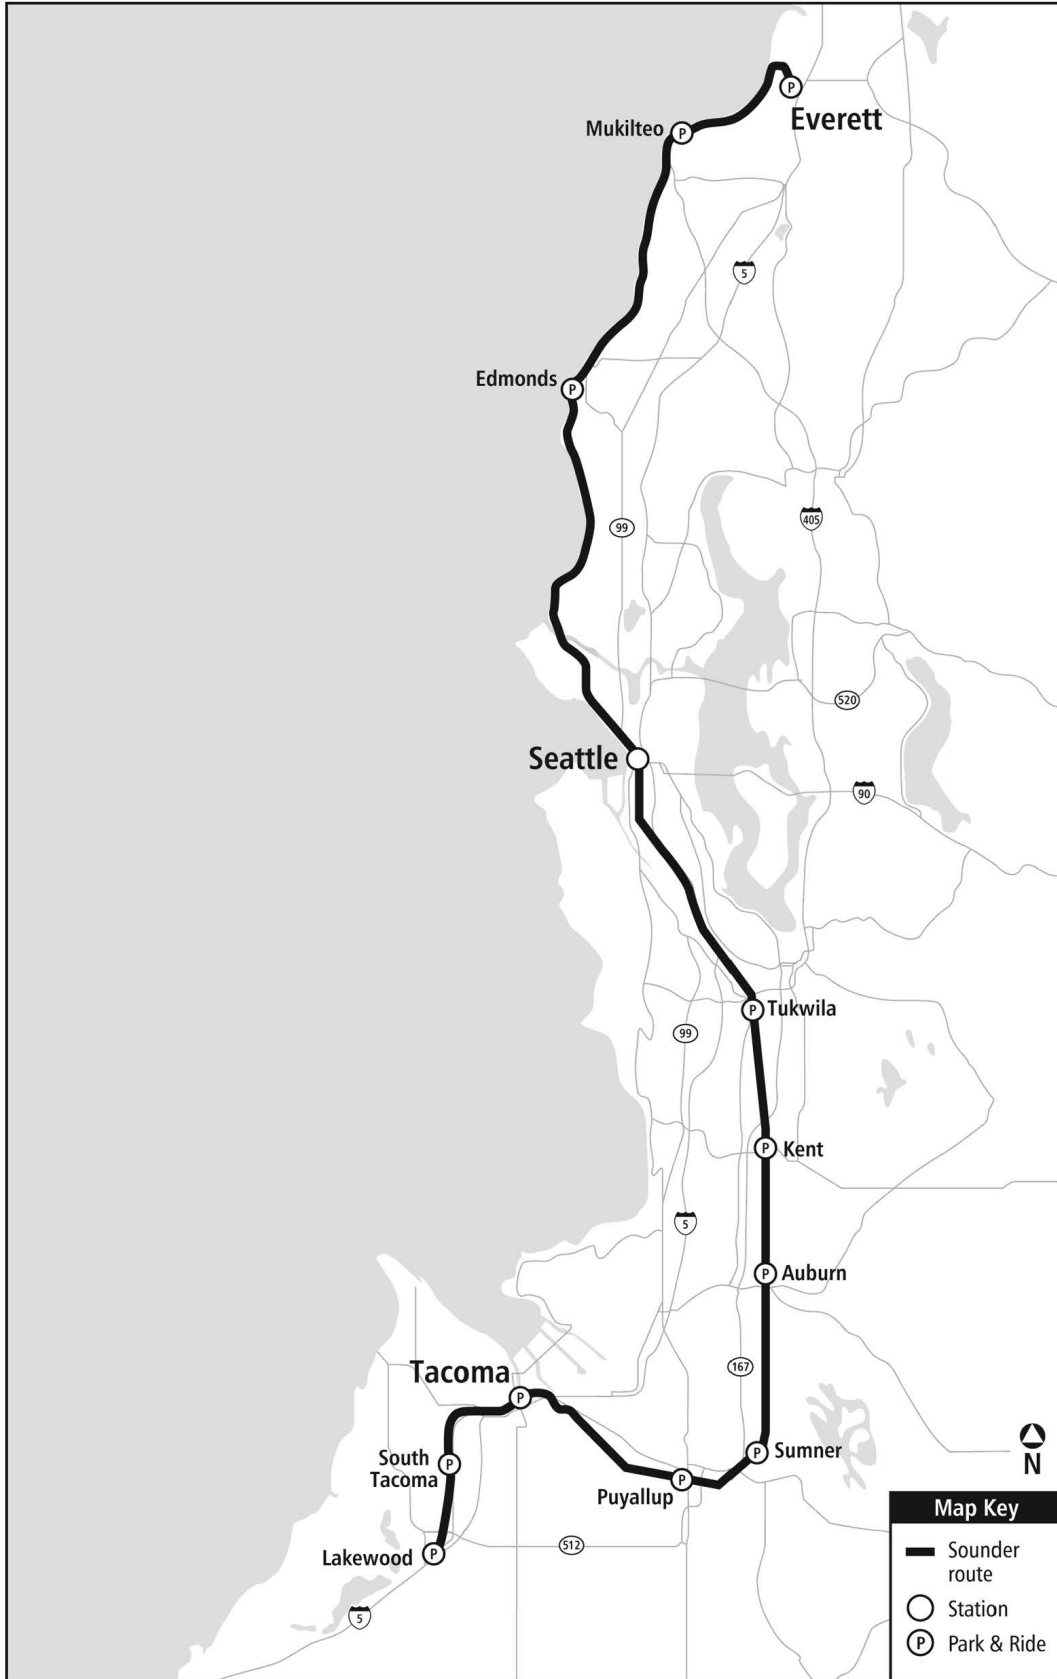 P
Everett
Mukilteo
P
5
Edmonds
P
99
405
520
Seattle
90
P
Tukwila
99
P
Kent
5
P
Auburn
167
Tacoma
P
South
Tacoma
P
P
Sumner
P
Puyallup
N
Lakewood
P
512
5
Map Key
Sounder
route
Station
P
Park & Ride